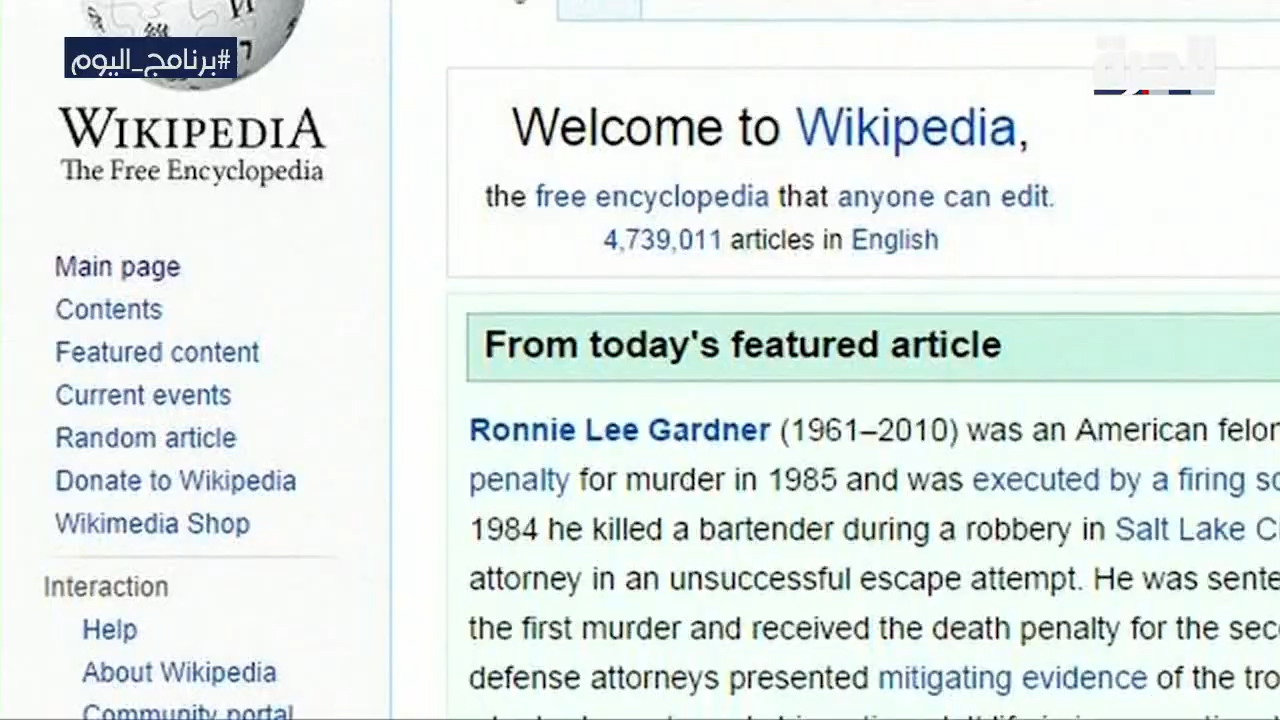 #برنامج_اليوم
الحرة
WIKIPEDIA
The Free Encyclopedia
Main page
Contents
Featured content
Current events
Random article
Donate to Wikipedia
Wikimedia Shop
Interaction
Help
About Wikipedia
Community portal
Welcome to Wikipedia,
the free encyclopedia that anyone can edit.
4,739,011 articles in English
From today's featured article
Ronnie Lee Gardner (1961–2010) was an American felon
penalty for murder in 1985 and was executed by a firing
1984 he killed a bartender during a robbery in Salt Lake
attorney in an unsuccessful escape attempt. He was
the first murder and received the death penalty for the
defense attorneys presented mitigating evidence of the